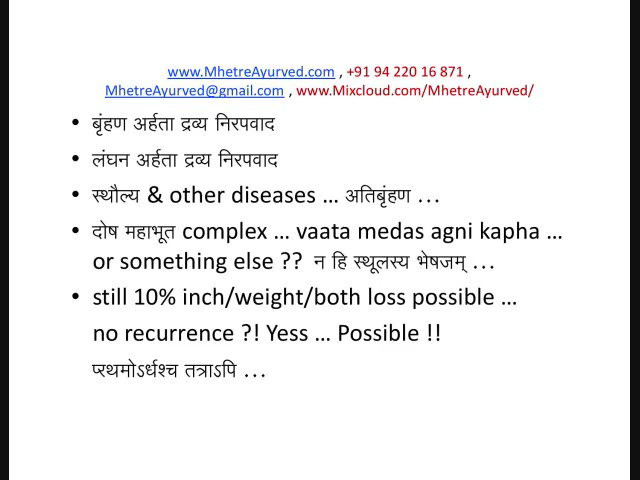 www.MhetreAyurved.com , +91 94 220 16 871 ,
MhetreAyurved@gmail.com , www.Mixcloud.com/MhetreAyurved/
• बृंहण अर्हता द्रव्य निरपवाद
• लंघन अर्हता द्रव्य निरपवाद
• स्थौल्य & other diseases … अतिबृंहण …
• दोष महाभूत complex … vaata medas agni kapha …
or something else ?? न हि स्थूलस्य भेषजम् …
• still 10% inch/weight/both loss possible …
no recurrence ?! Yess … Possible !!
प्रथमोऽर्धश्च तत्राऽपि …